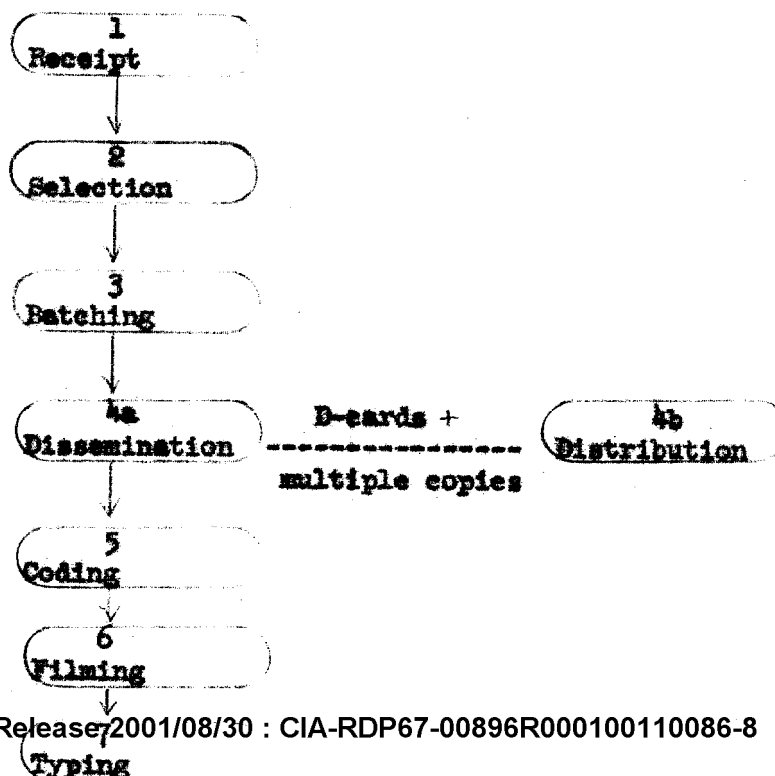 1
Receipt
2
Selection
3
Batching
4a D-cards + 4b
Dissemination Distribution
multiple copies
5
Coding
6
Filming
Release 2001/08/30 : CIA-RDP67-00896R000100110086-8
7
Typing